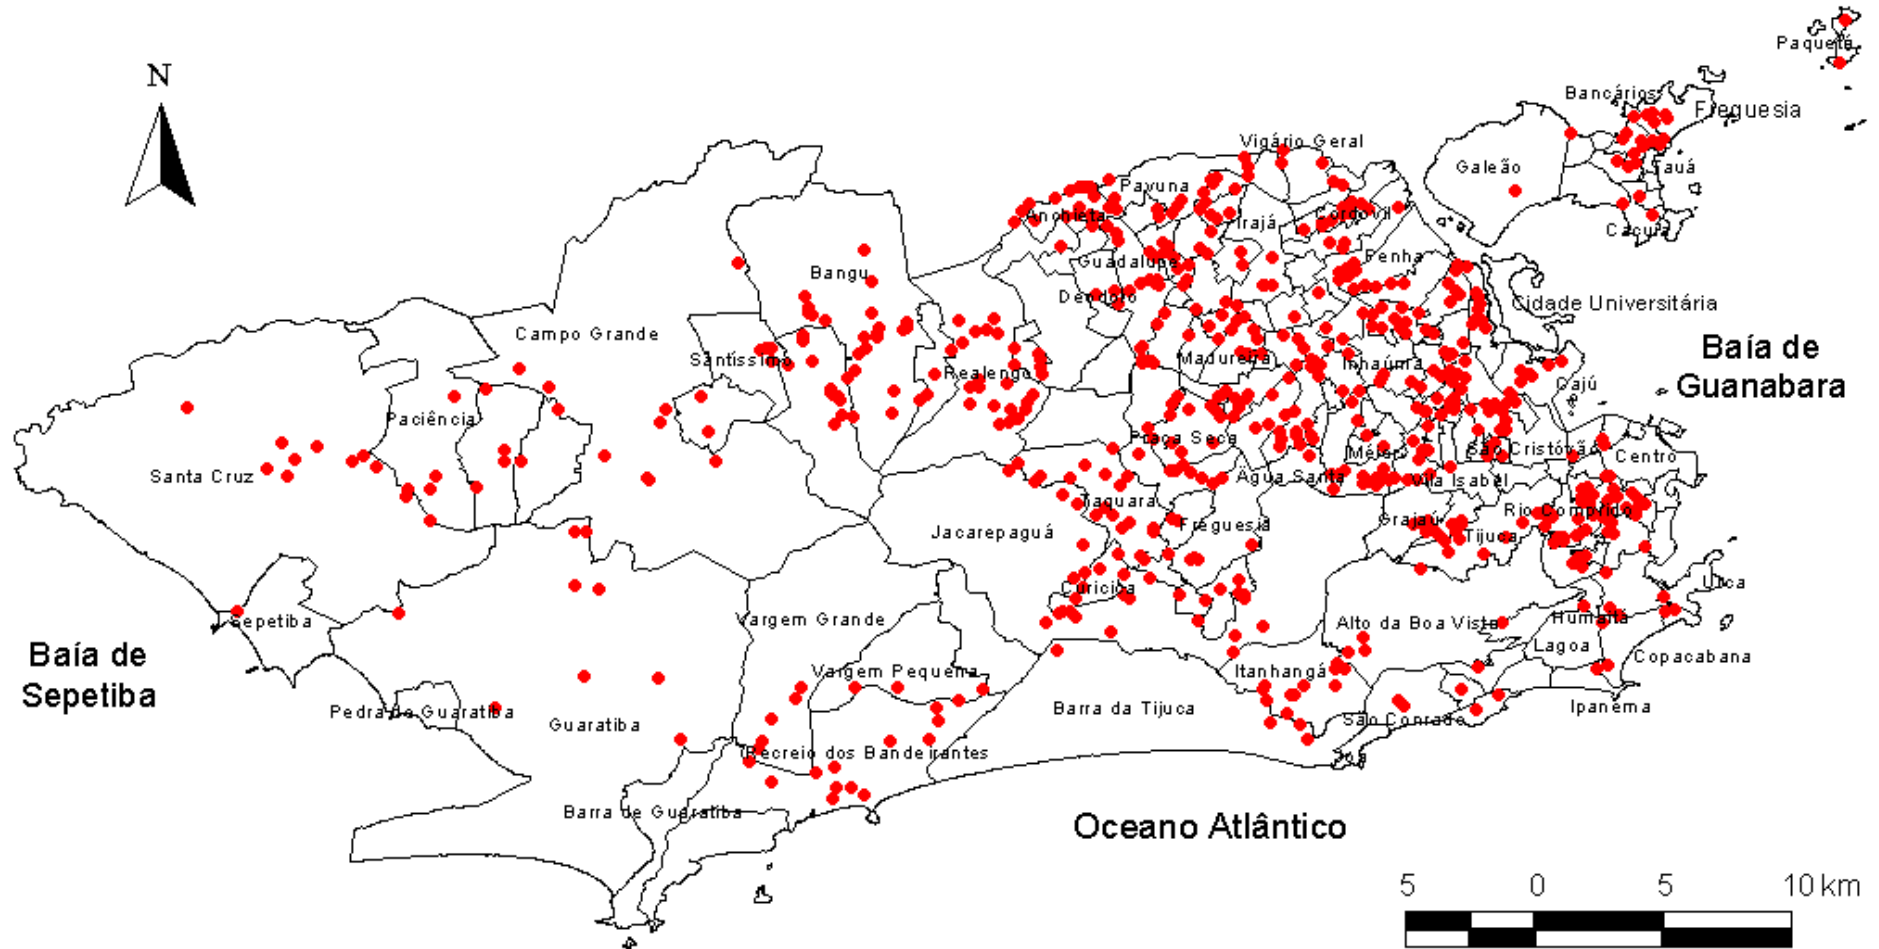 Paquetá
N
Bancários
Freguesia
Vigário Geral
Galeão
Tauá
Pavuna
Anchieta
Irajá
Cordovil
Cacuia
Bangu
Guadalupe
Penha
Deodoro
Cidade Universitária
Campo Grande
Santíssimo
Madureira
Inhaúma
Realengo
Cajú
Baía de
Guanabara
Paciência
Praça Seca
Méier
São Cristóvão
Centro
Santa Cruz
Água Santa
Vila Isabel
Taquara
Rio Comprido
Jacarepaguá
Freguesia
Grajaú
Tijuca
Curicica
Urca
Sepetiba
Vargem Grande
Alto da Boa Vista
Humaitá
Baía de
Sepetiba
Lagoa
Copacabana
Vargem Pequena
Itanhangá
Pedra de Guaratiba
Guaratiba
Barra da Tijuca
São Conrado
Ipanema
Recreio dos Bandeirantes
Barra de Guaratiba
Oceano Atlântico
5 0 5 10 km